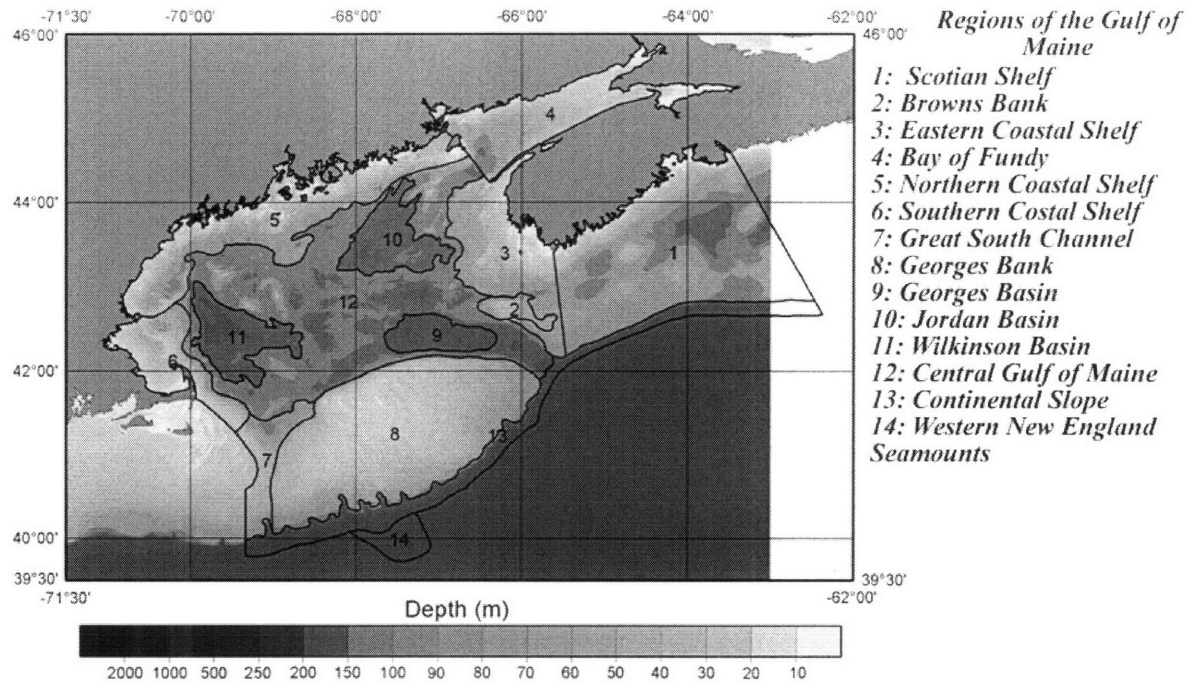 -71°30' -70°00' -68°00' -66°00' -64°00' -62°00'
46°00' 46°00'
44°00' 44°00'
42°00' 42°00'
40°00' 40°00'
39°30' 39°30'
-71°30' -62°00'
4
5
10
3
1
12
2
11
9
6
8
13
7
14
Depth (m)
2000 1000 500 250 200 150 100 90 80 70 60 50 40 30 20 10
Regions of the Gulf of
Maine
1: Scotian Shelf
2: Browns Bank
3: Eastern Coastal Shelf
4: Bay of Fundy
5: Northern Coastal Shelf
6: Southern Costal Shelf
7: Great South Channel
8: Georges Bank
9: Georges Basin
10: Jordan Basin
11: Wilkinson Basin
12: Central Gulf of Maine
13: Continental Slope
14: Western New England
Seamounts